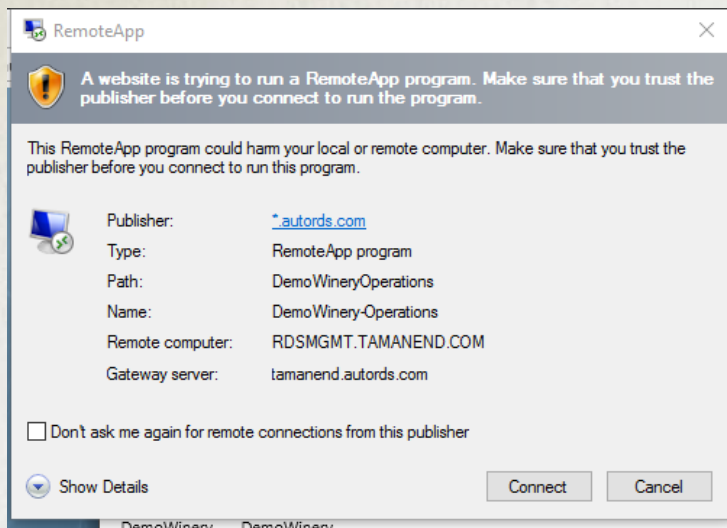 RemoteApp
A website is trying to run a RemoteApp program. Make sure that you trust the
publisher before you connect to run the program.
This RemoteApp program could harm your local or remote computer. Make sure that you trust the
publisher before you connect to run this program.
Publisher: *.autords.com
Type: RemoteApp program
Path: DemoWineryOperations
Name: DemoWinery-Operations
Remote computer: RDSMGMT.TAMANEND.COM
Gateway server: tamanend.autords.com
Don't ask me again for remote connections from this publisher
Show Details Connect Cancel
DemoWinery DemoWinery